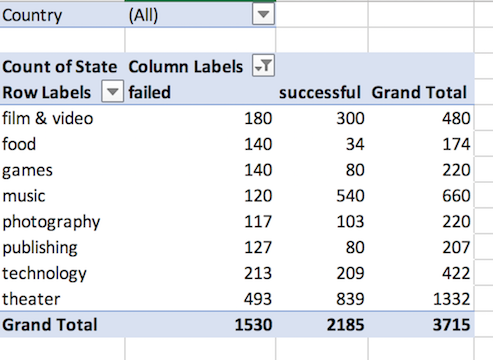 Country (All)
Count of State Column Labels
Row Labels failed successful Grand Total
film & video 180 300 480
food 140 34 174
games 140 80 220
music 120 540 660
photography 117 103 220
publishing 127 80 207
technology 213 209 422
theater 493 839 1332
Grand Total 1530 2185 3715